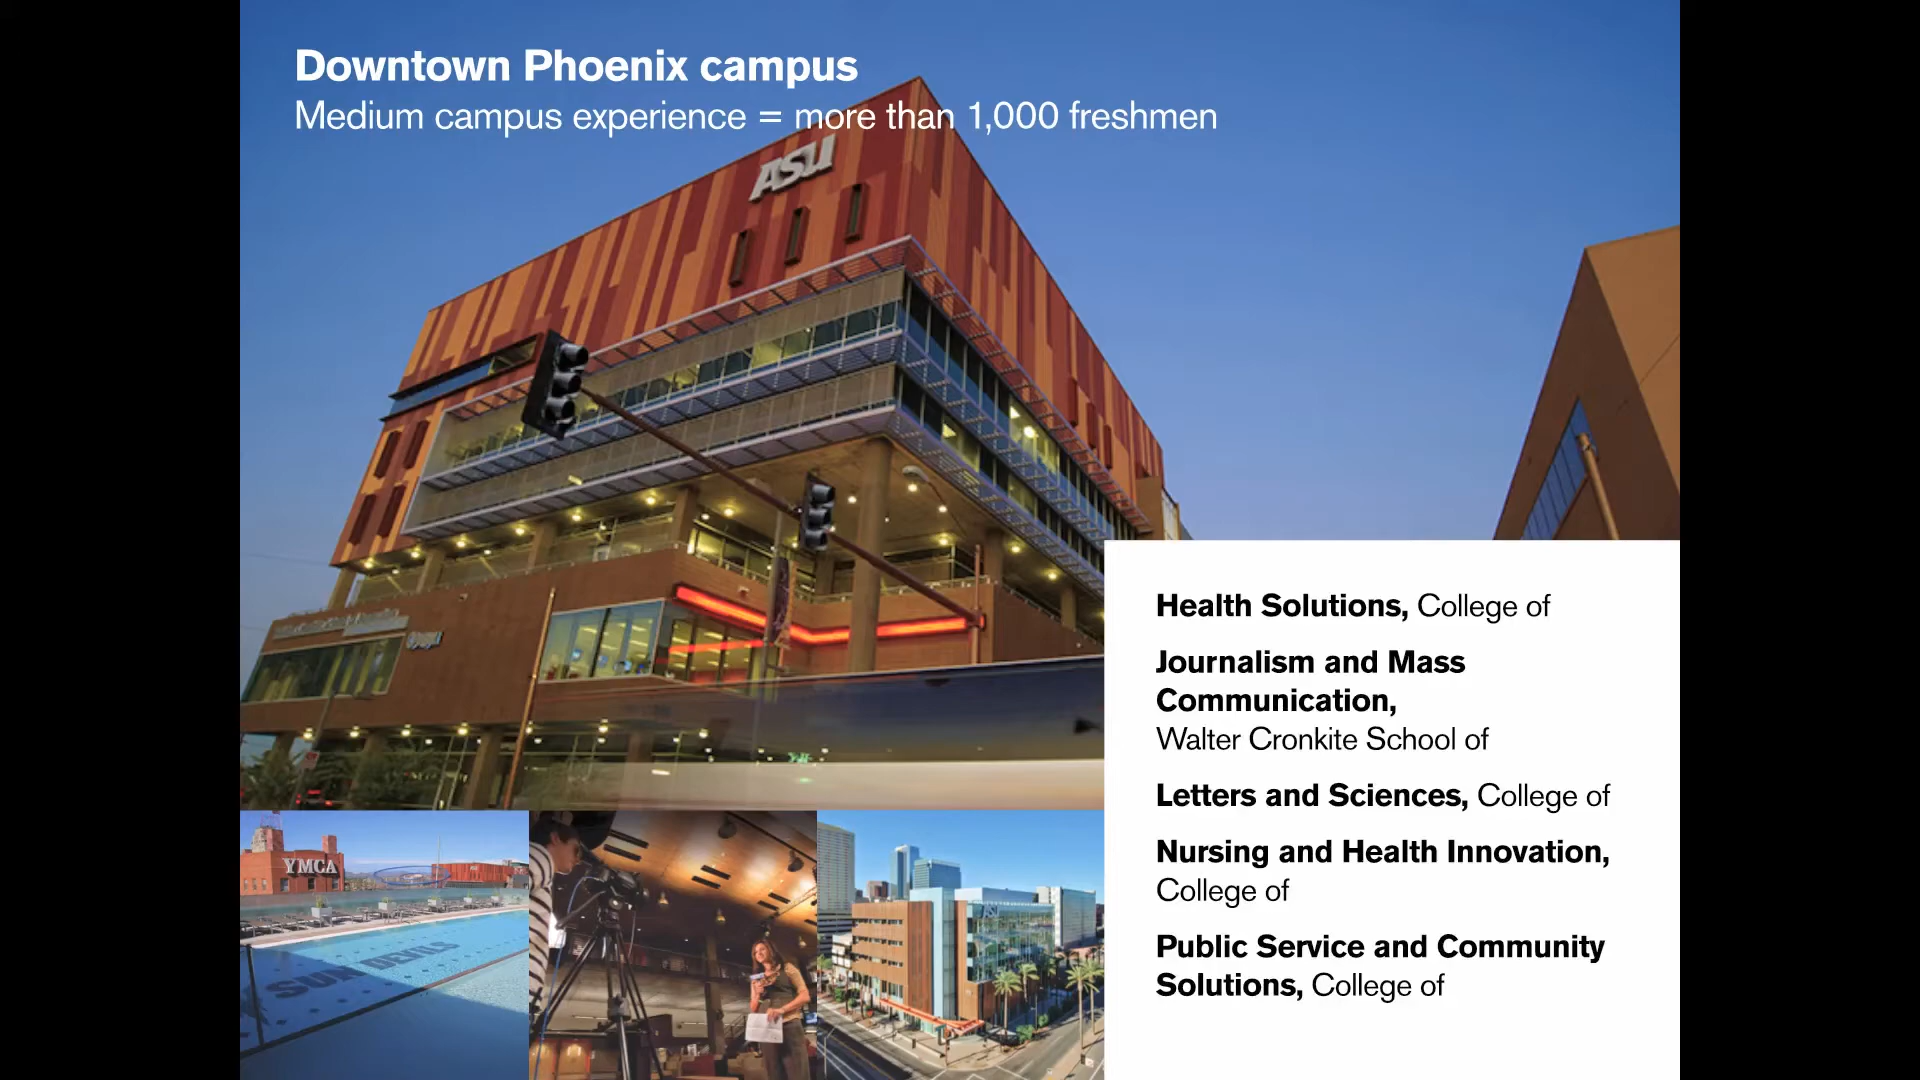 Downtown Phoenix campus
Medium campus experience = more than 1,000 freshmen
ASU
Health Solutions, College of
Journalism and Mass
Communication,
Walter Cronkite School of
Letters and Sciences, College of
Nursing and Health Innovation,
College of
Public Service and Community
Solutions, College of
YMCA
SUN DEVILS
ASU